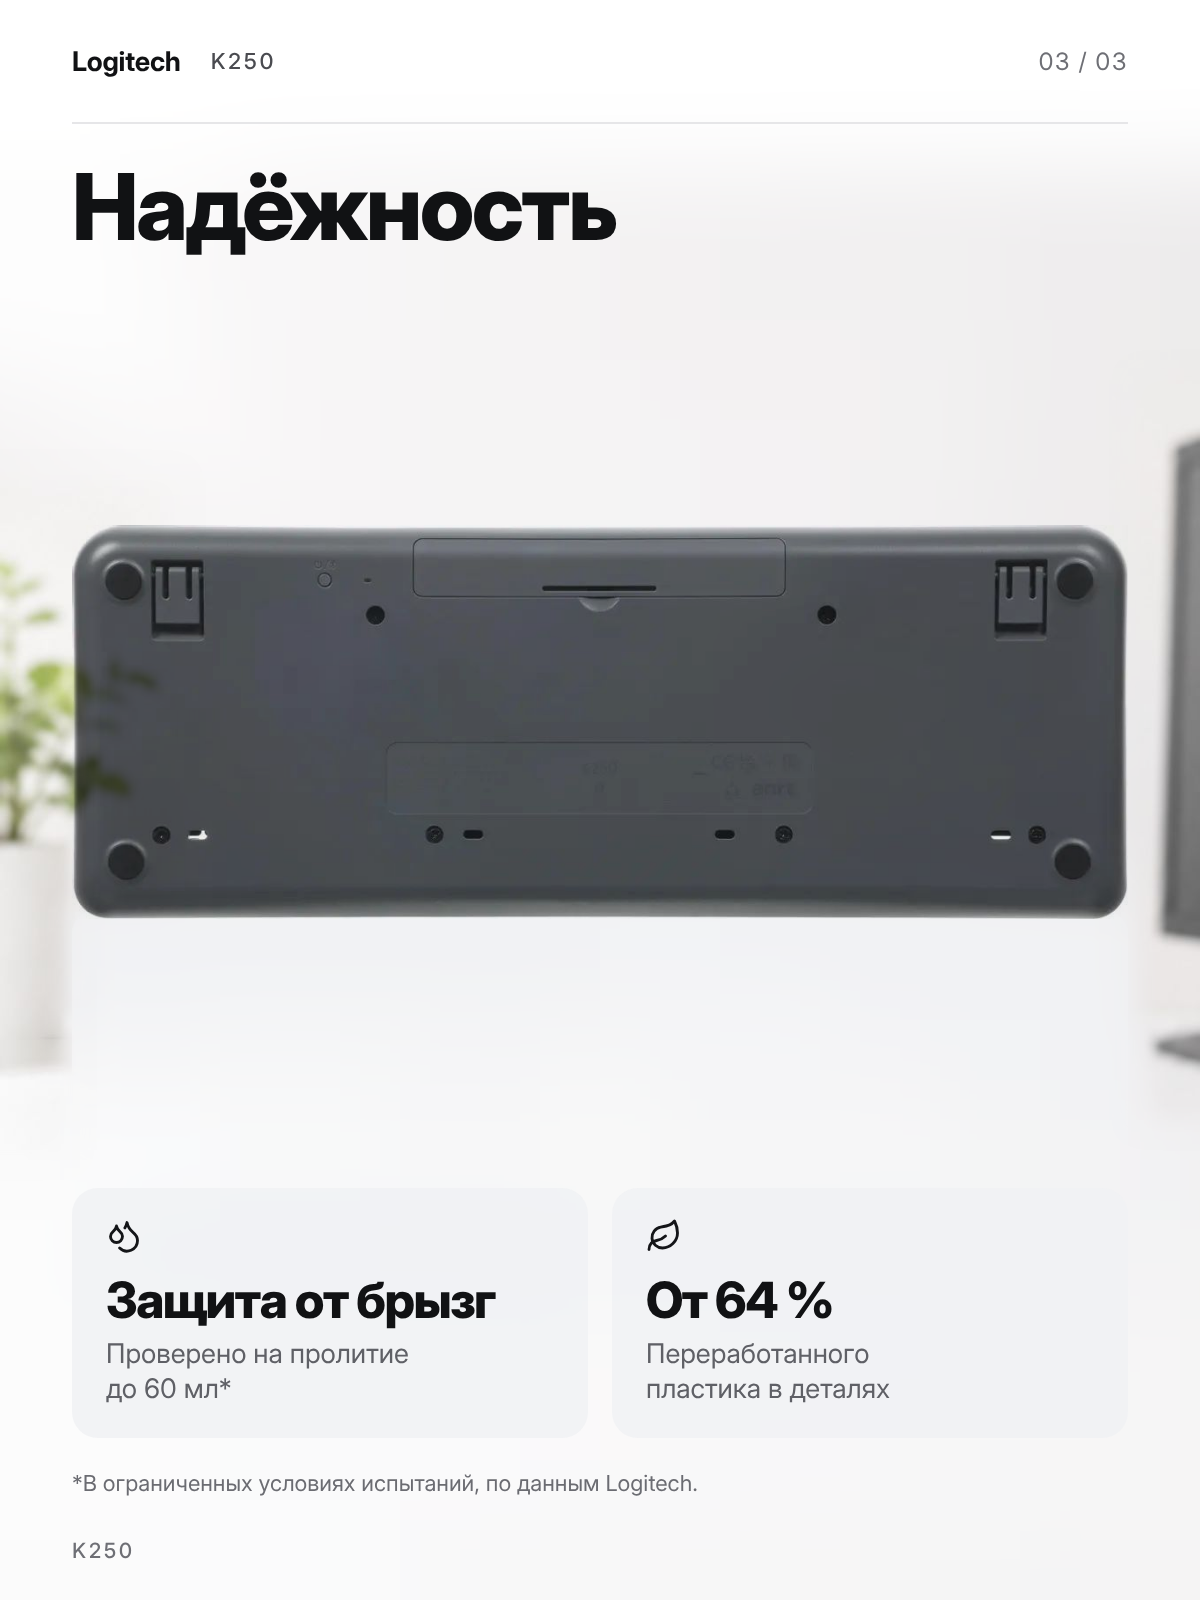 Logitech K250 03 / 03
Надёжность
Защита от брызг
Проверено на пролитие
до 60 мл*
От 64 %
Переработанного
пластика в деталях
*В ограниченных условиях испытаний, по данным Logitech.
K250